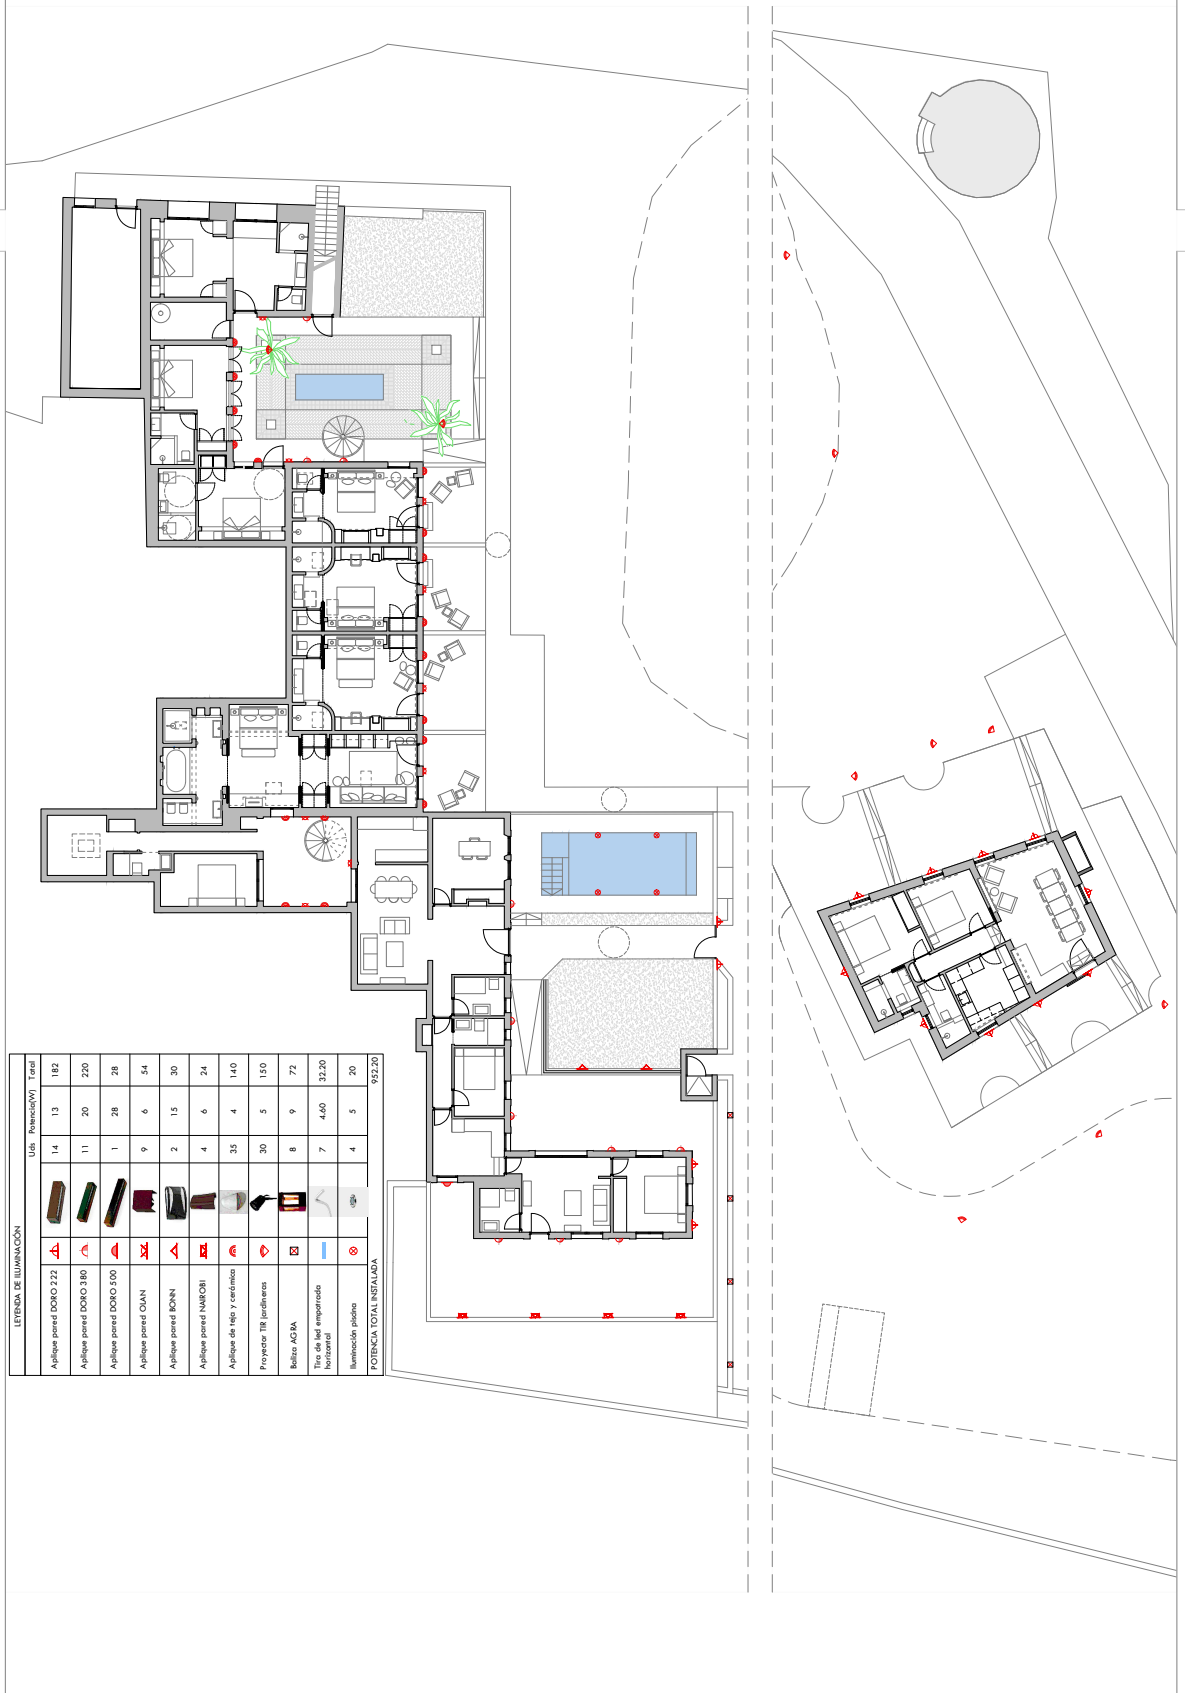 LEYENDA DE ILUMINACIÓN
Uds Potencia(W) Total
Aplique pared DORO 222 14 13 182
Aplique pared DORO 380 11 20 220
Aplique pared DORO 500 1 28 28
Aplique pared OLAN 9 6 54
Aplique pared BONN 2 15 30
Aplique pared NAIROBI 4 6 24
Aplique de teja y cerámica 35 4 140
Proyector TIR jardineras 30 5 150
Baliza AGRA 8 9 72
Tira de led empotrada
horizontal 7 4.60 32.20
Iluminación piscina 4 5 20
POTENCIA TOTAL INSTALADA 952.20